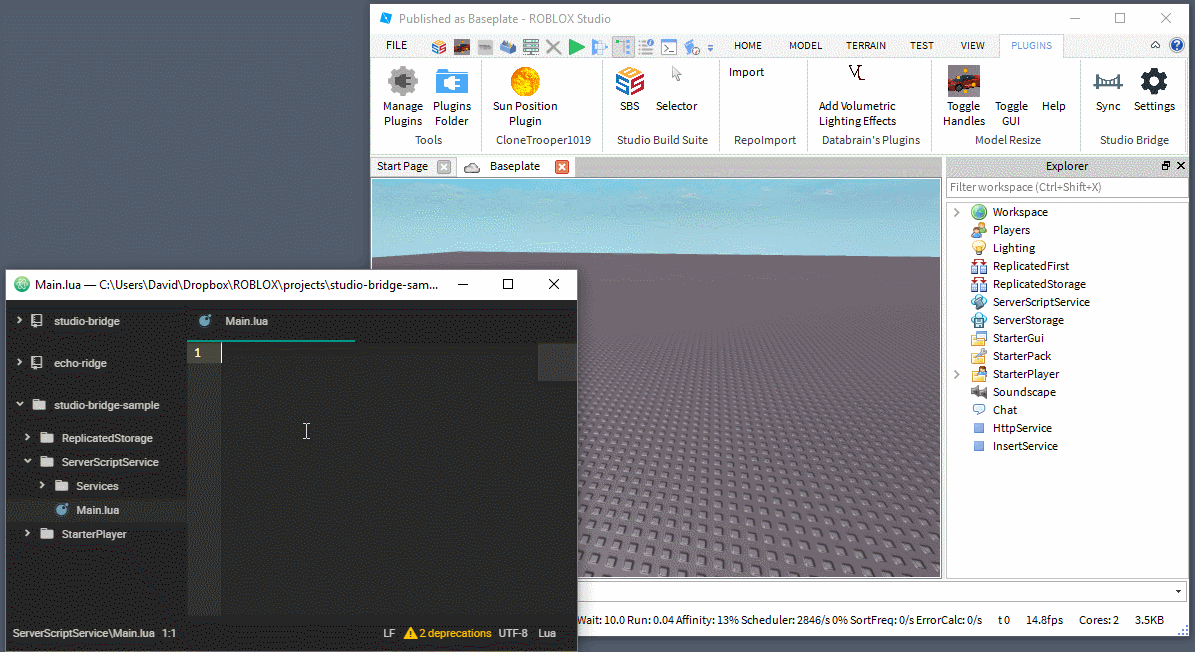 Published as Baseplate - ROBLOX Studio
FILE HOME MODEL TERRAIN TEST VIEW PLUGINS
Manage Plugins
Plugins Folder
Tools
Sun Position Plugin
CloneTrooper1019
SBS
Selector
Studio Build Suite
Import
RepoImport
Add Volumetric Lighting Effects
Databrain's Plugins
Toggle Handles
Toggle GUI
Help
Model Resize
Sync
Settings
Studio Bridge
Start Page
Baseplate
Explorer
Filter workspace (Ctrl+Shift+X)
Workspace
Players
Lighting
ReplicatedFirst
ReplicatedStorage
ServerScriptService
ServerStorage
StarterGui
StarterPack
StarterPlayer
Soundscape
Chat
HttpService
InsertService
Main.lua — C:\Users\David\Dropbox\ROBLOX\projects\studio-bridge-sam...
studio-bridge
echo-ridge
studio-bridge-sample
ReplicatedStorage
ServerScriptService
Services
Main.lua
StarterPlayer
Main.lua
1
ServerScriptService\Main.lua 1:1
LF 2 deprecations UTF-8 Lua
Wait: 10.0 Run: 0.04 Affinity: 13% Scheduler: 2846/s 0% SortFreq: 0/s ErrorCalc: 0/s t 0 14.8fps Cores: 2 3.5KB